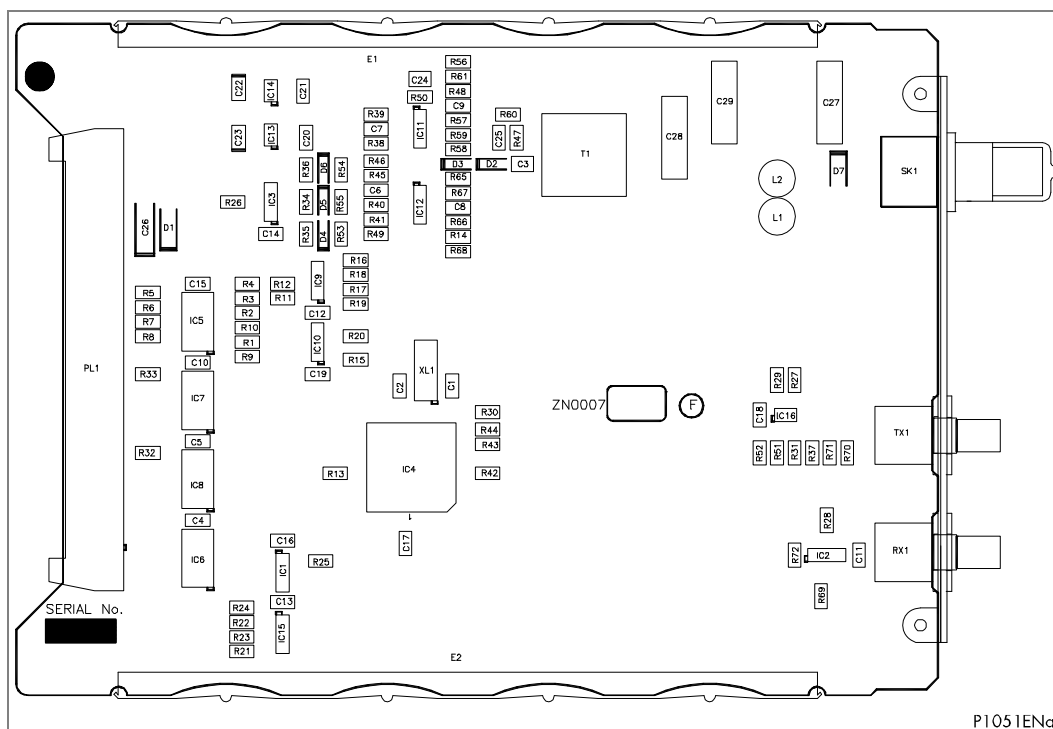 E1
R56
R61
C22
IC14
C21
C24
R48
R50
C9
C29
C27
R39
IC11
R57
R60
C7
C23
IC13
C20
R38
R59
C25
R47
C28
R58
T1
R36
D6
R54
R46
D3
D2
C3
D7
SK1
R45
R65
L2
C6
R67
R26
IC3
R34
D5
R55
R40
IC12
C8
L1
R41
R66
C26
D1
C14
R35
D4
R53
R49
R14
R68
R16
R18
C15
R4
R12
IC9
R5
R3
R11
R17
R6
R2
C12
R19
R7
IC5
R10
R8
R1
IC10
R20
R9
R15
PL1
C10
R33
C19
XL1
C2
C1
R29
R27
IC7
ZN0007
F
R30
C18
IC16
R44
TX1
C5
R43
R32
R52
R51
R31
R37
R71
R70
IC8
R13
IC4
R42
C4
R28
C16
C17
IC6
R25
R72
IC2
C11
RX1
IC1
R69
C13
SERIAL No.
R24
R22
R23
IC15
R21
E2
P1051ENa